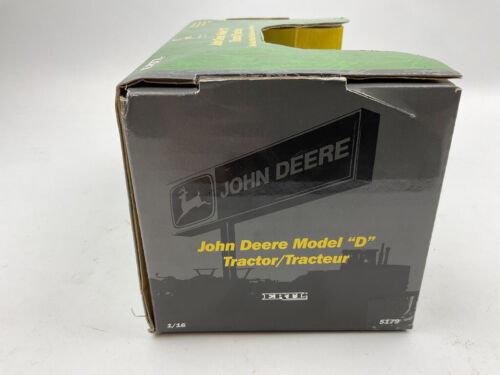 JOHN DEERE
John Deere Model "D"
Tractor/Tracteur
ERTL
1/16
5179